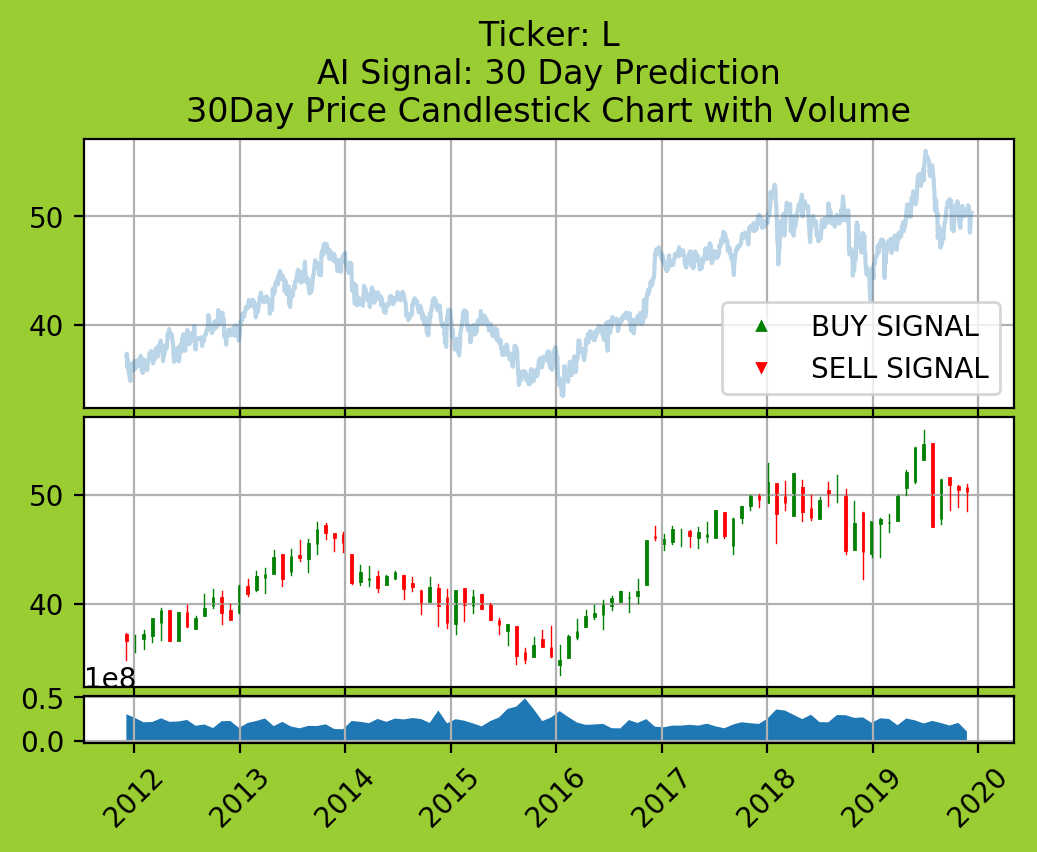 Ticker: L
AI Signal: 30 Day Prediction
30Day Price Candlestick Chart with Volume
50
40
BUY SIGNAL
SELL SIGNAL
50
40
1e8
0.5
0.0
2012 2013 2014 2015 2016 2017 2018 2019 2020